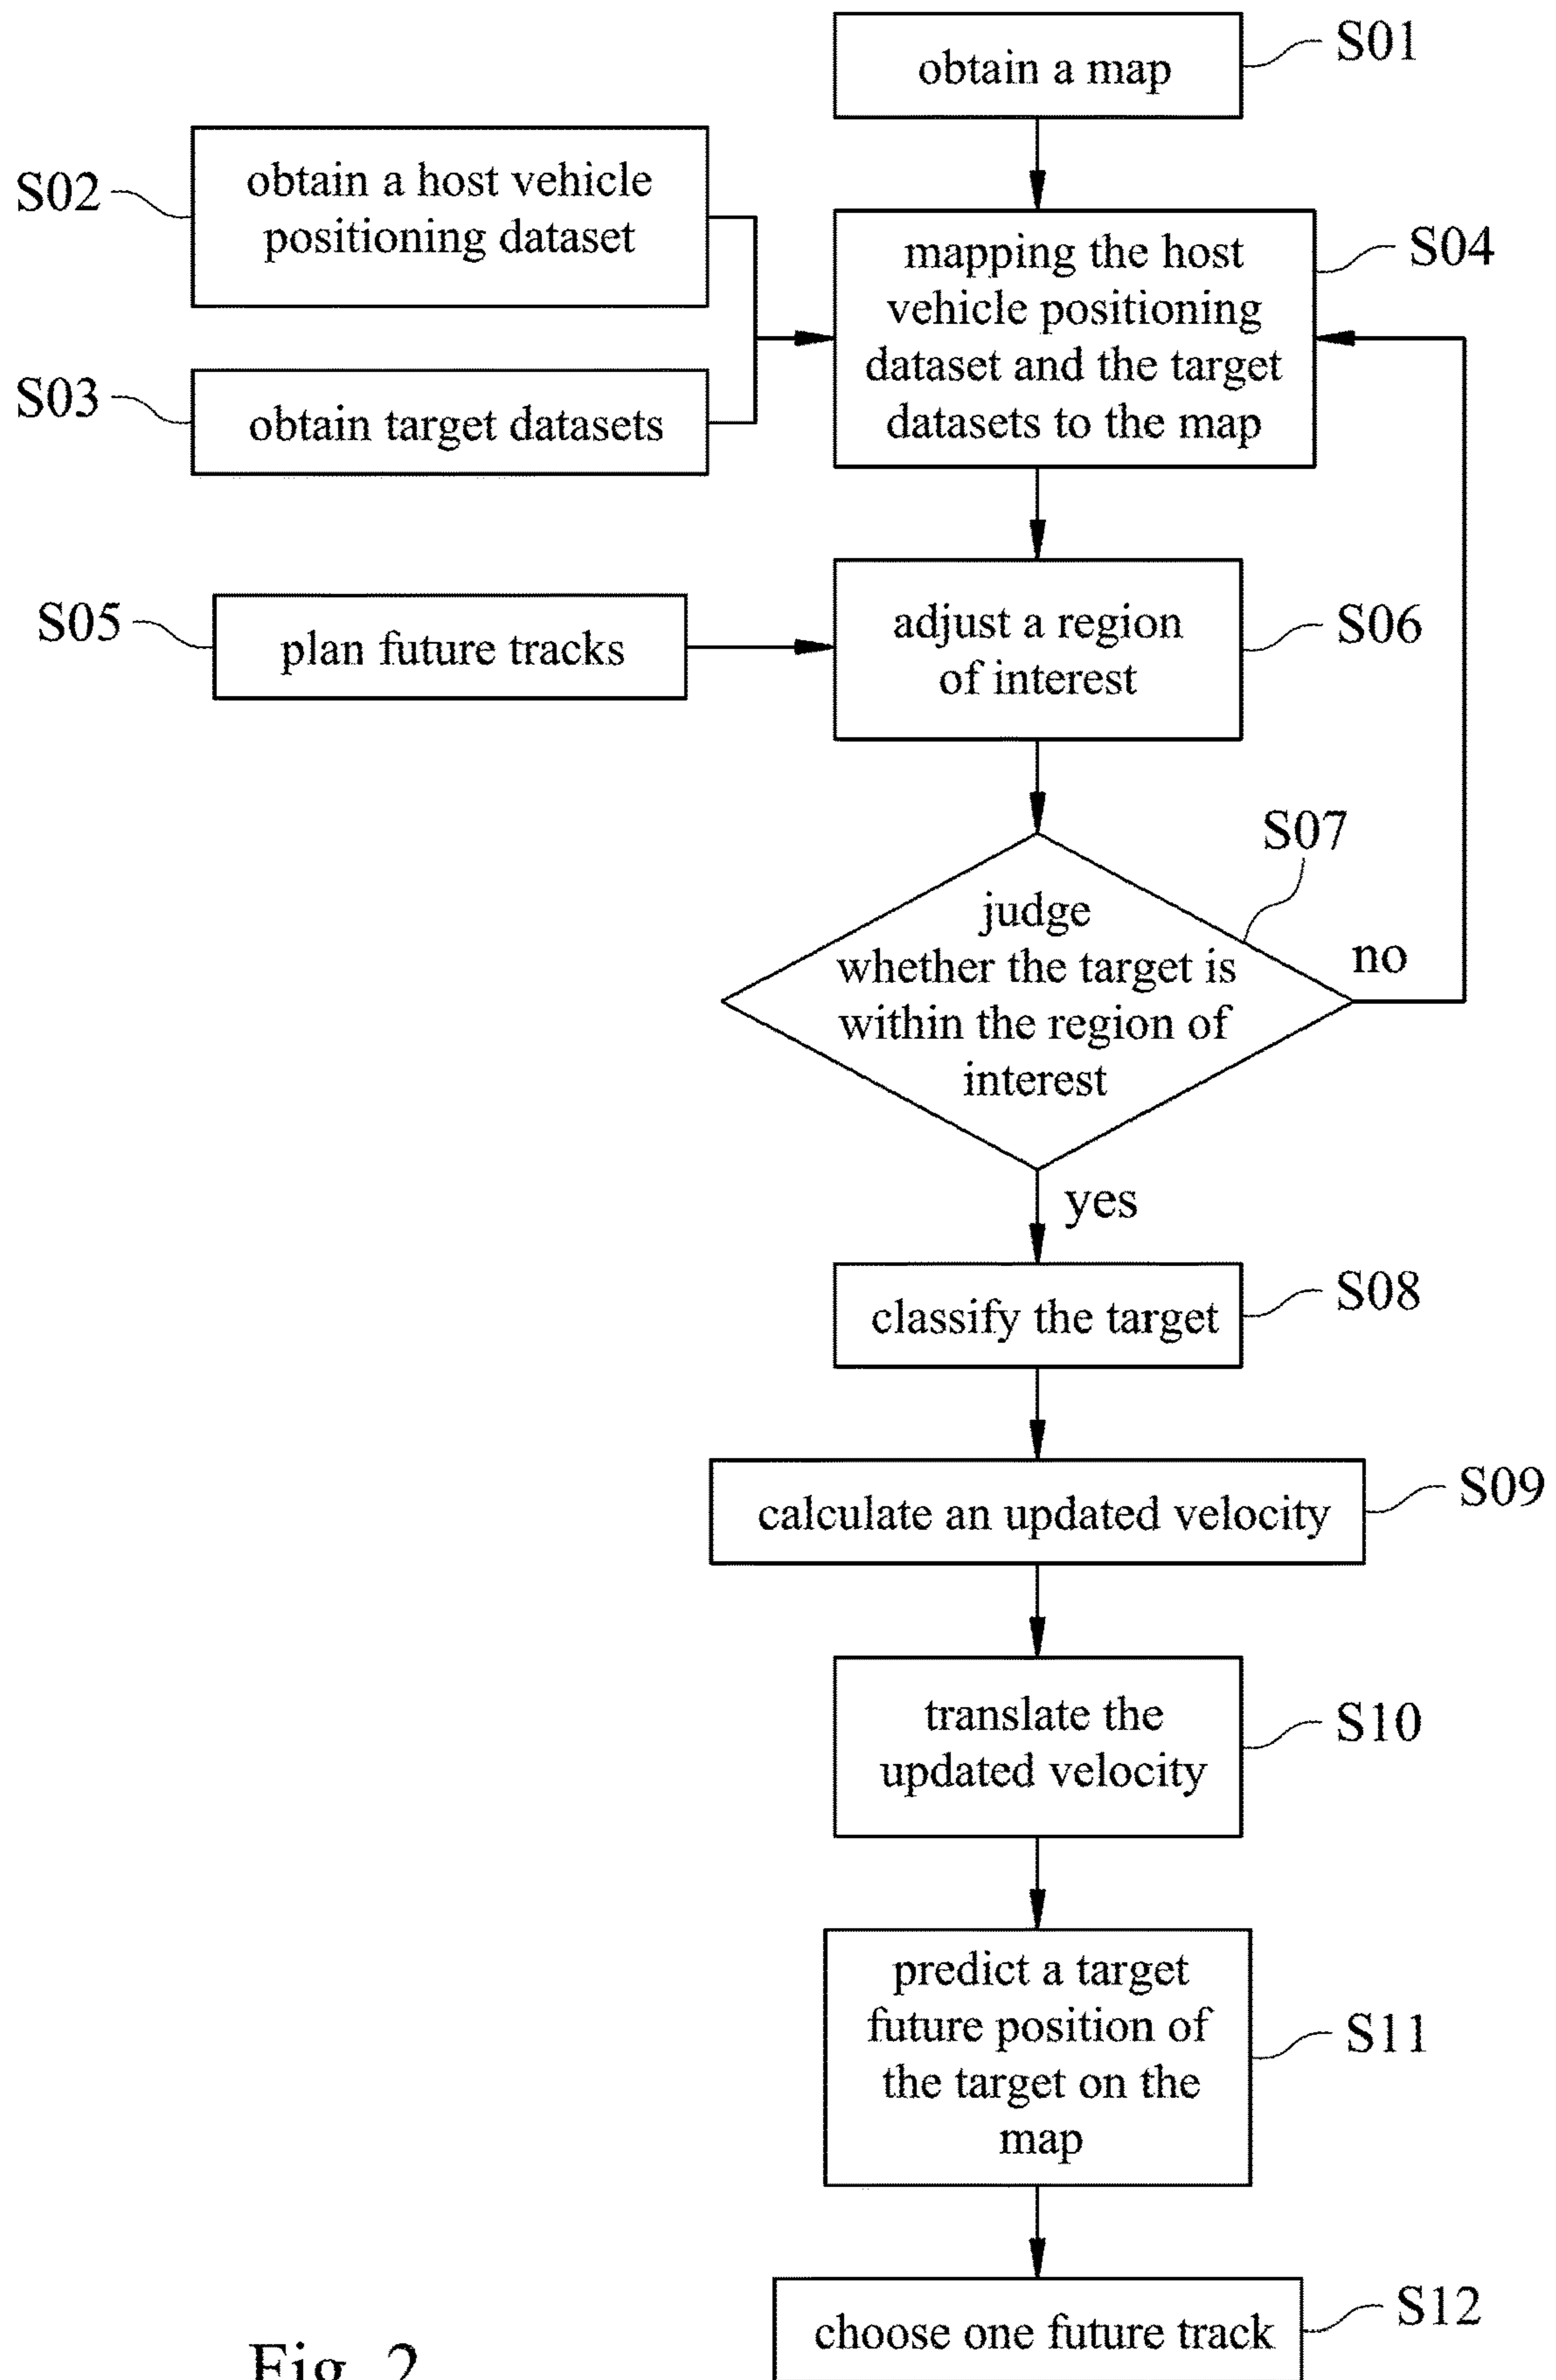 obtain a map
S01
S02
obtain a host vehicle
positioning dataset
S03
obtain target datasets
mapping the host
vehicle positioning
dataset and the target
datasets to the map
S04
S05
plan future tracks
adjust a region
of interest
S06
S07
judge
whether the target is
within the region of
interest
no
yes
classify the target
S08
calculate an updated velocity
S09
translate the
updated velocity
S10
predict a target
future position of
the target on the
map
S11
choose one future track
S12
Fig. 2